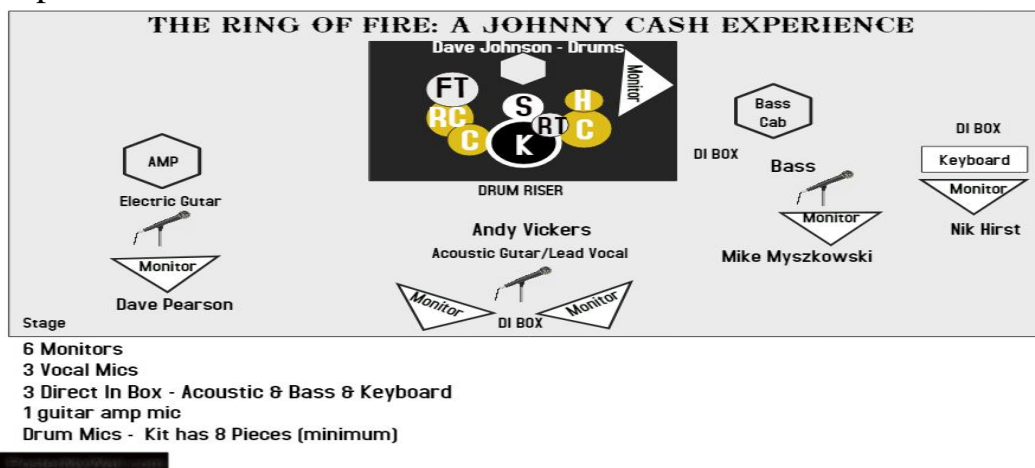 THE RING OF FIRE: A JOHNNY CASH EXPERIENCE
Dave Johnson - Drums
Monitor
FT
S
H
RC
RT
C
C
K
Bass
Cab
DI BOX
DI BOX
AMP
Keyboard
Bass
DRUM RISER
Monitor
Electric Gutar
Monitor
Andy Vickers
Nik Hirst
Acoustic Gutar/Lead Vocal
Mike Myszkowski
Monitor
Monitor
Monitor
Dave Pearson
DI BOX
Stage
6 Monitors
3 Vocal Mics
3 Direct In Box - Acoustic & Bass & Keyboard
1 guitar amp mic
Drum Mics - Kit has 8 Pieces (minimum)